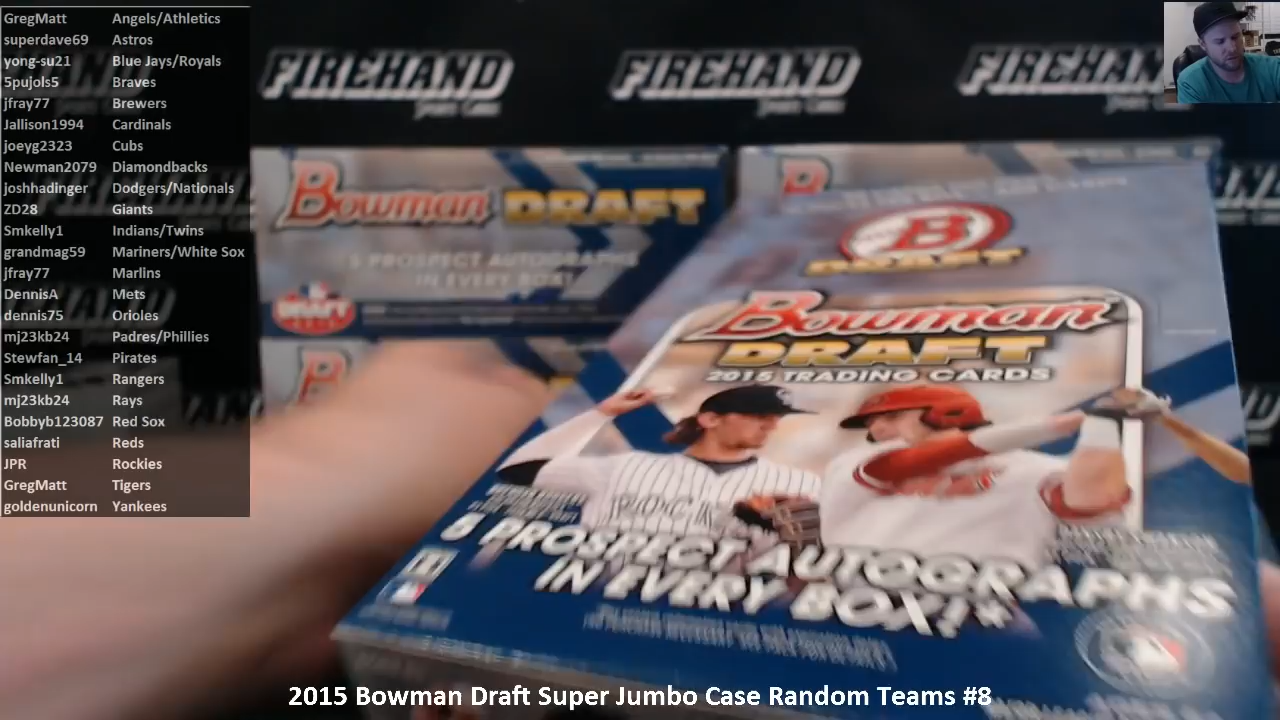 GregMatt Angels/Athletics
superdave69 Astros
yong-su21 Blue Jays/Royals
5pujols5 Braves
jfray77 Brewers
Jallison1994 Cardinals
joeyg2323 Cubs
Newman2079 Diamondbacks
joshhadinger Dodgers/Nationals
ZD28 Giants
Smkelly1 Indians/Twins
grandmag59 Mariners/White Sox
jfray77 Marlins
DennisA Mets
dennis75 Orioles
mj23kb24 Padres/Phillies
Stewfan_14 Pirates
Smkelly1 Rangers
mj23kb24 Rays
Bobbyb123087 Red Sox
saliafrati Reds
JPR Rockies
GregMatt Tigers
goldenunicorn Yankees
FIREHAND
FIREHAND
FIREHAN
Bowman DRAFT
5 PROSPECT AUTOGRAPHS
IN EVERY BOX!
DRAFT
B
B
DRAFT
Bowman
DRAFT
2015 TRADING CARDS
ROCK
5 PROSPECT AUTOGRAPHS
IN EVERY BOX!*
2015 Bowman Draft Super Jumbo Case Random Teams #8